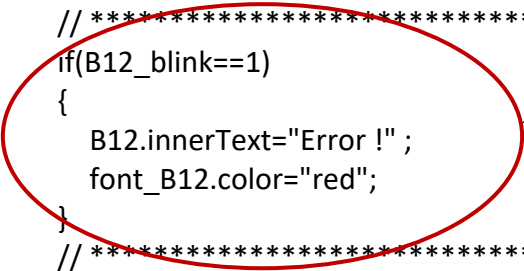 // ****************************
if(B12_blink==1)
{
B12.innerText="Error !" ;
font_B12.color="red";
}
// ****************************